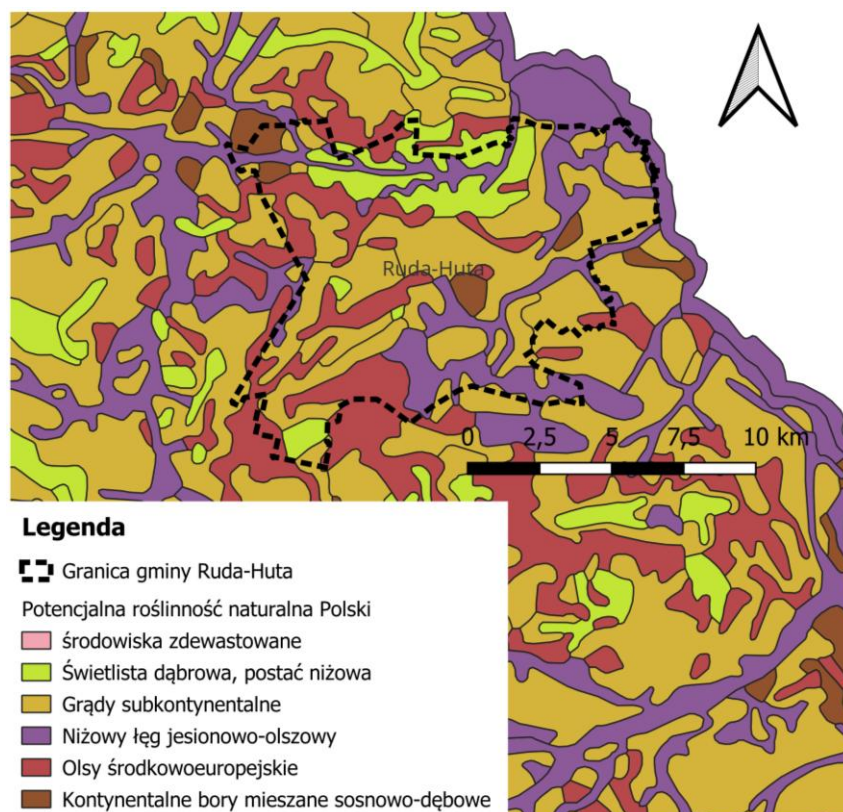 Ruda-Huta
0 2,5 5 7,5 10 km
Legenda
Granica gminy Ruda-Huta
Potencjalna roślinność naturalna Polski
środowiska zdewastowane
Świetlista dąbrowa, postać niżowa
Grądy subkontynentalne
Niżowy łęg jesionowo-olszowy
Olsy środkowoeuropejskie
Kontynentalne bory mieszane sosnowo-dębowe